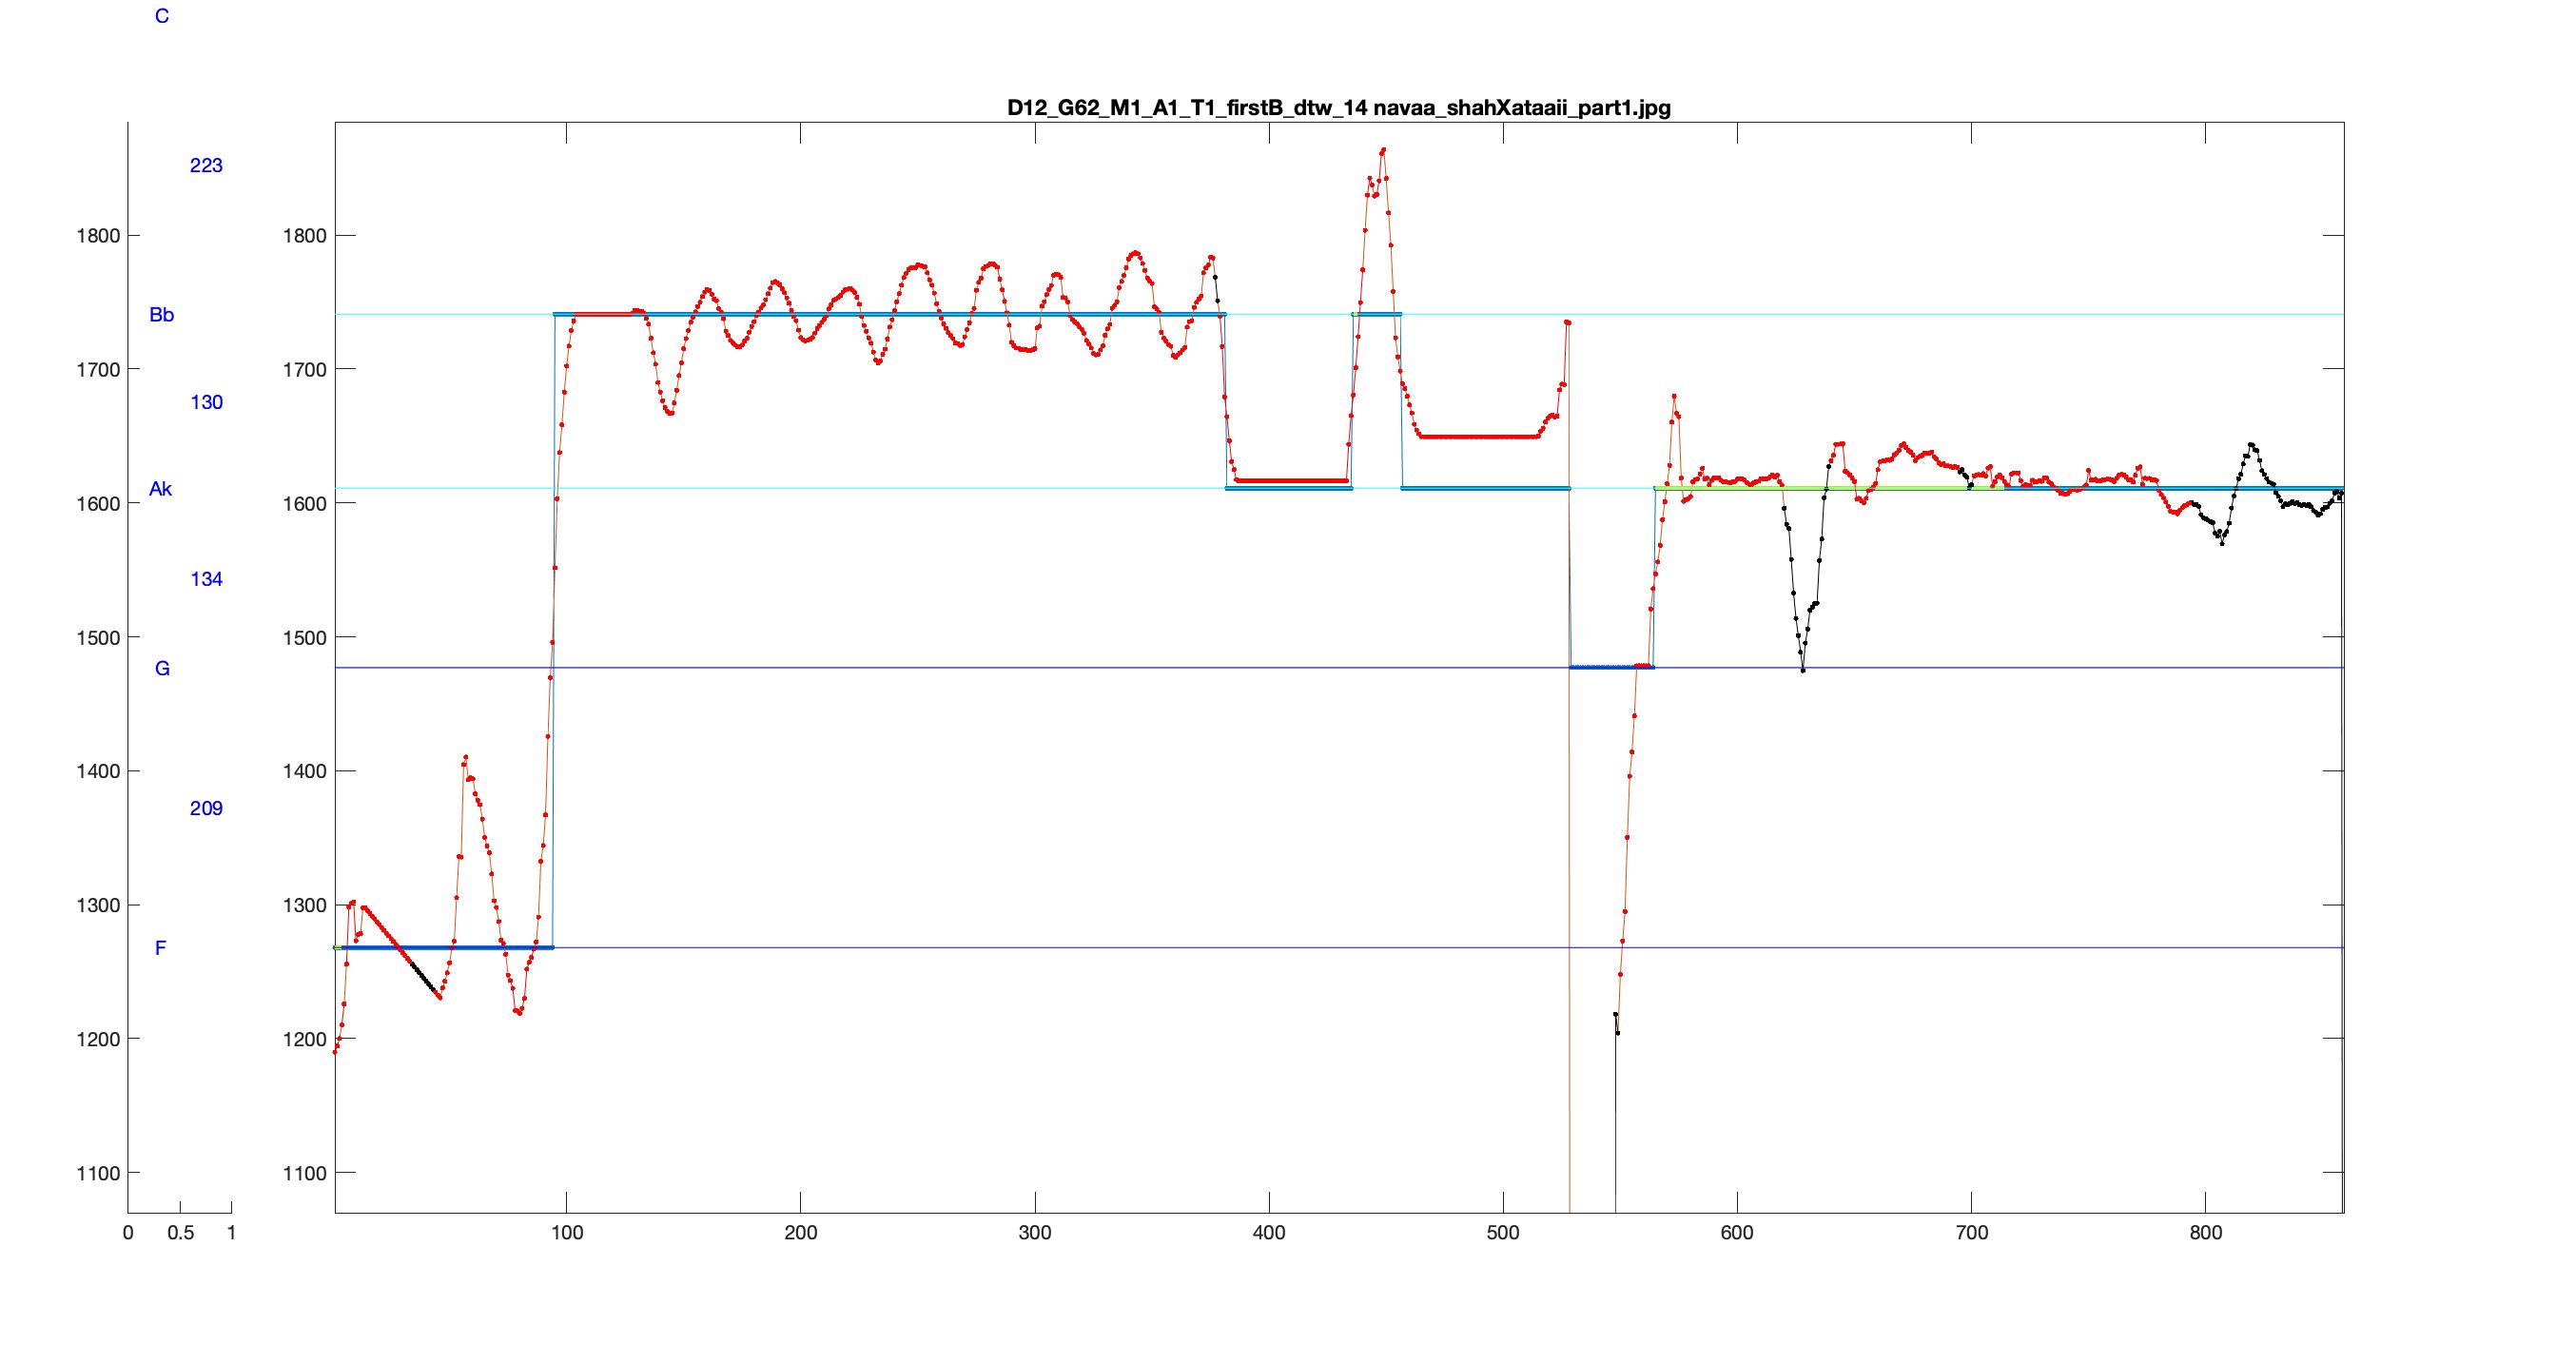 C
D12_G62_M1_A1_T1_firstB_dtw_14 navaa_shahXataaii_part1.jpg
223
1800 1800
Bb
1700 1700
130
1600 1600
Ak
134
1500 1500
G
1400 1400
209
1300 1300
F
1200 1200
1100 1100
0 0.5 1 100 200 300 400 500 600 700 800